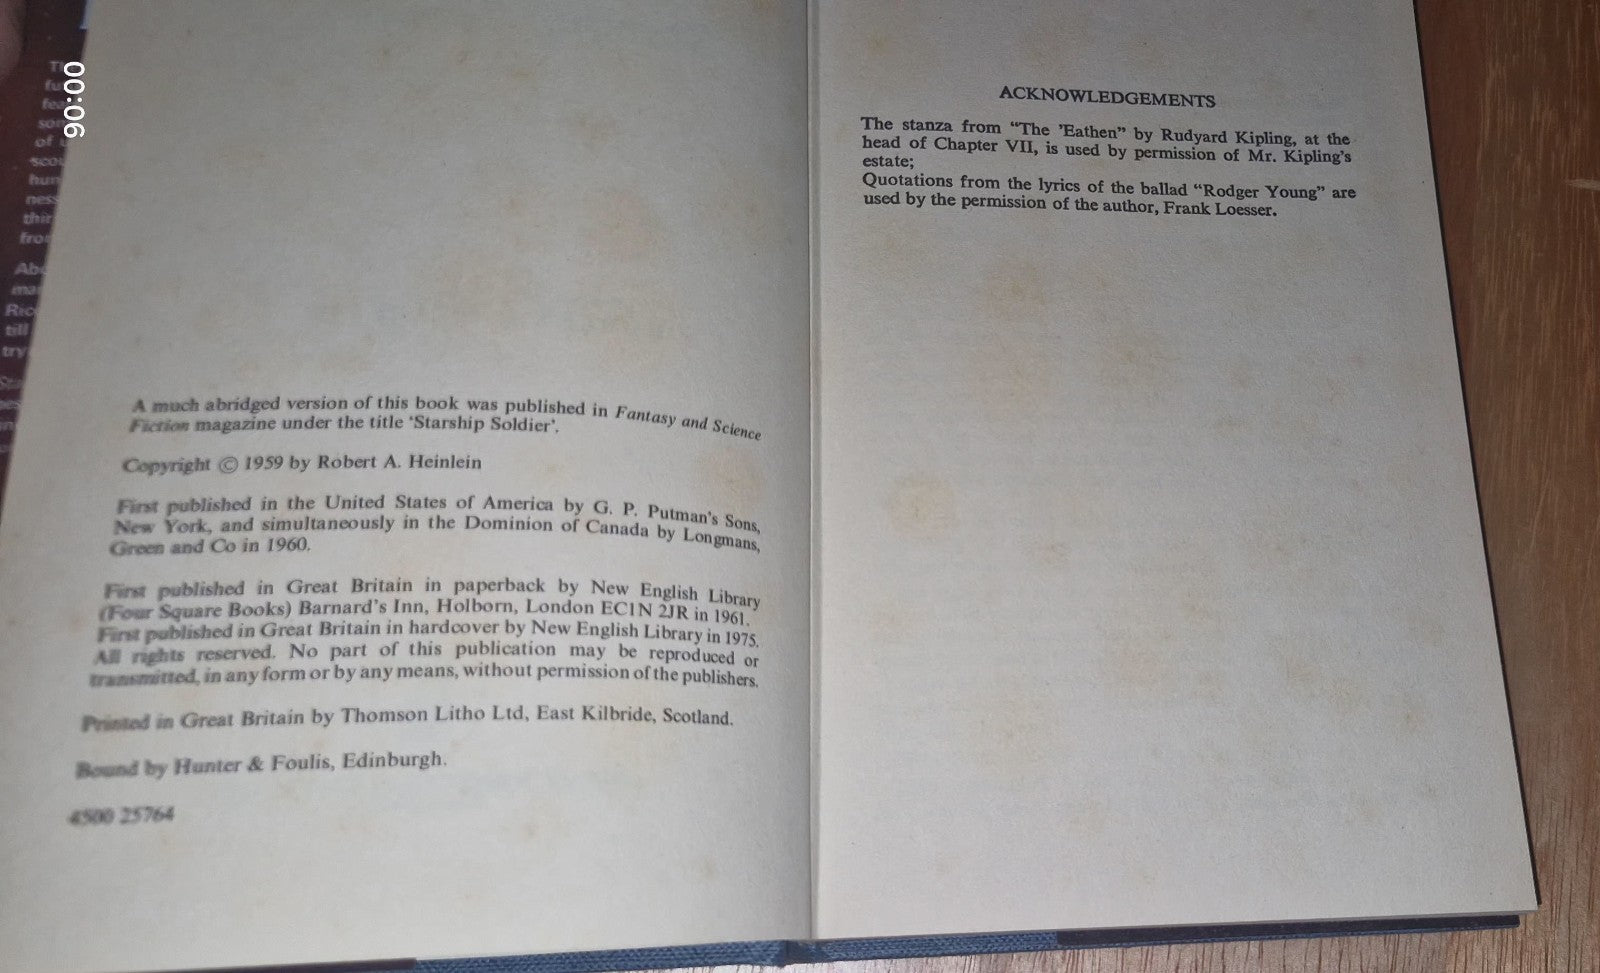 00:06
A much abridged version of this book was published in Fantasy and Science
Fiction magazine under the title 'Starship Soldier'.
Copyright © 1959 by Robert A. Heinlein
First published in the United States of America by G. P. Putman's Sons,
New York, and simultaneously in the Dominion of Canada by Longmans,
Green and Co in 1960.
First published in Great Britain in paperback by New English Library
(Four Square Books) Barnard's Inn, Holborn, London EC1N 2JR in 1961.
First published in Great Britain in hardcover by New English Library in 1975.
All rights reserved. No part of this publication may be reproduced or
transmitted, in any form or by any means, without permission of the publishers.
Printed in Great Britain by Thomson Litho Ltd, East Kilbride, Scotland.
Bound by Hunter & Foulis, Edinburgh.
4500 25764
ACKNOWLEDGEMENTS
The stanza from "The 'Eathen" by Rudyard Kipling, at the
head of Chapter VII, is used by permission of Mr. Kipling's
estate;
Quotations from the lyrics of the ballad "Rodger Young" are
used by the permission of the author, Frank Loesser.